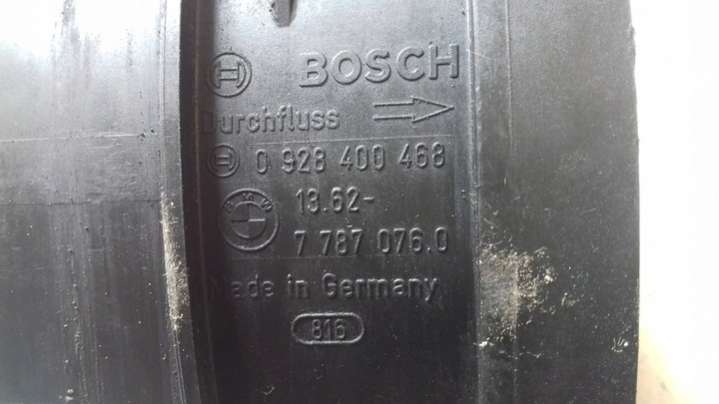 BOSCH
Durchfluss
0 928 400 468
13.62-
7 787 076.0
Made in Germany
816